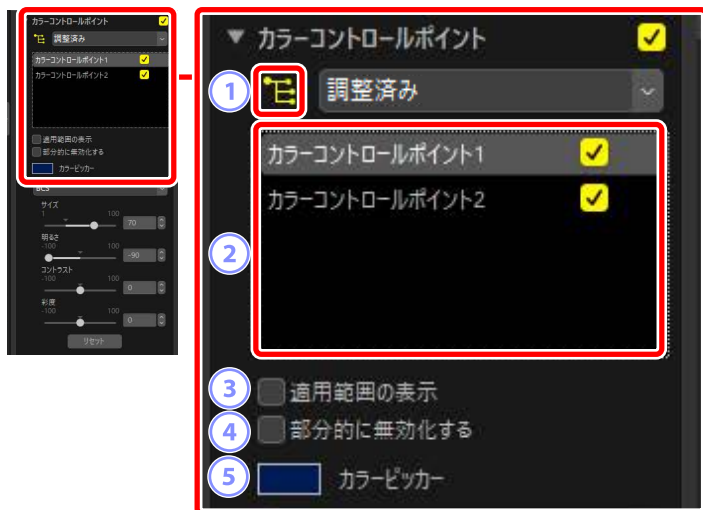 カラーコントロールポイント
調整済み
カラーコントロールポイント1
カラーコントロールポイント2
適用範囲の表示
部分的に無効化する
カラーピッカー
BCS
サイズ
1 100
70
明るさ
-100 100
-90
コントラスト
-100 100
0
彩度
-100 100
0
リセット
カラーコントロールポイント
1 調整済み
カラーコントロールポイント1
カラーコントロールポイント2
2
3 適用範囲の表示
4 部分的に無効化する
5 カラーピッカー